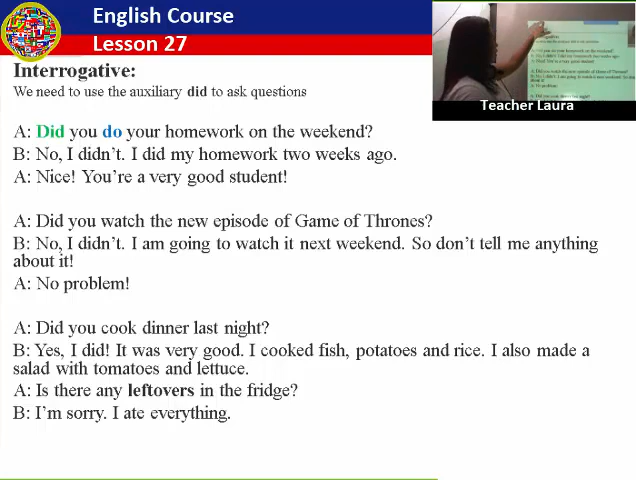 English Course
Lesson 27
Teacher Laura
Interrogative:
We need to use the auxiliary did to ask questions
A: Did you do your homework on the weekend?
B: No, I didn't. I did my homework two weeks ago.
A: Nice! You're a very good student!
A: Did you watch the new episode of Game of Thrones?
B: No, I didn't. I am going to watch it next weekend. So don't tell me anything
about it!
A: No problem!
A: Did you cook dinner last night?
B: Yes, I did! It was very good. I cooked fish, potatoes and rice. I also made a
salad with tomatoes and lettuce.
A: Is there any leftovers in the fridge?
B: I'm sorry. I ate everything.